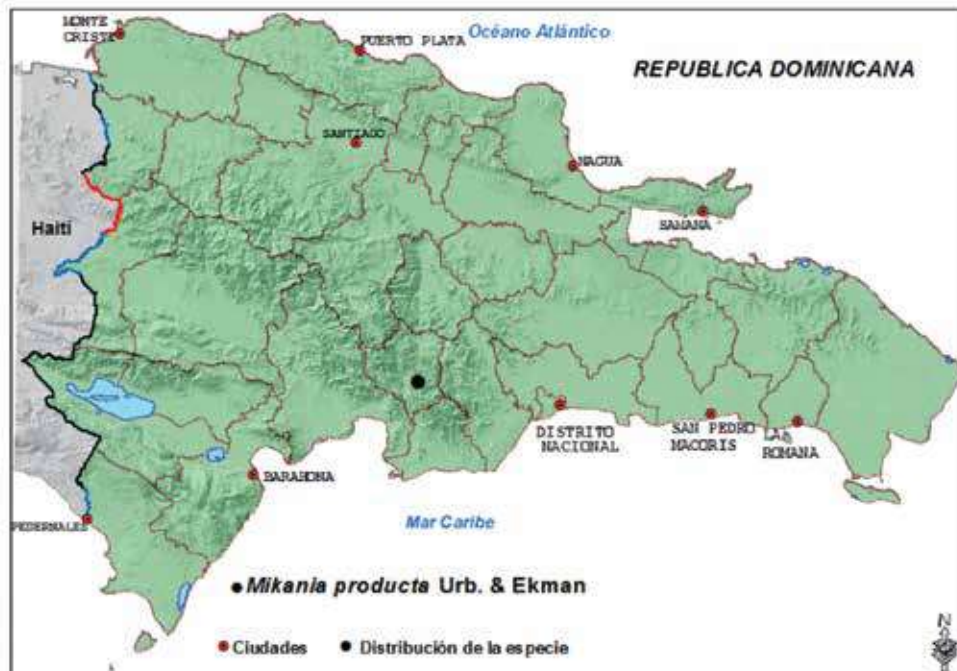 MONTE
CRISTI
PUERTO PLATA
Océano Atlántico
REPUBLICA DOMINICANA
SANTIAGO
NAGUA
SAMANA
Haití
DISTRITO
NACIONAL
SAN PEDRO
MACORIS
LA
ROMANA
BARAHONA
PEDERNALES
Mar Caribe
Mikania producta Urb. & Ekman
Ciudades
Distribución de la especie
N